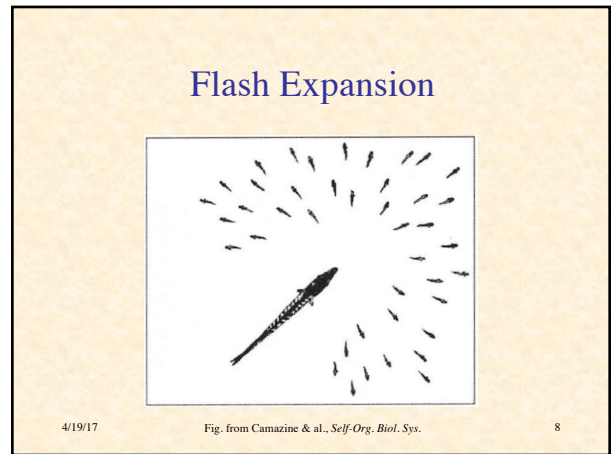 Flash Expansion
4/19/17
Fig. from Camazine & al., Self-Org. Biol. Sys.
8